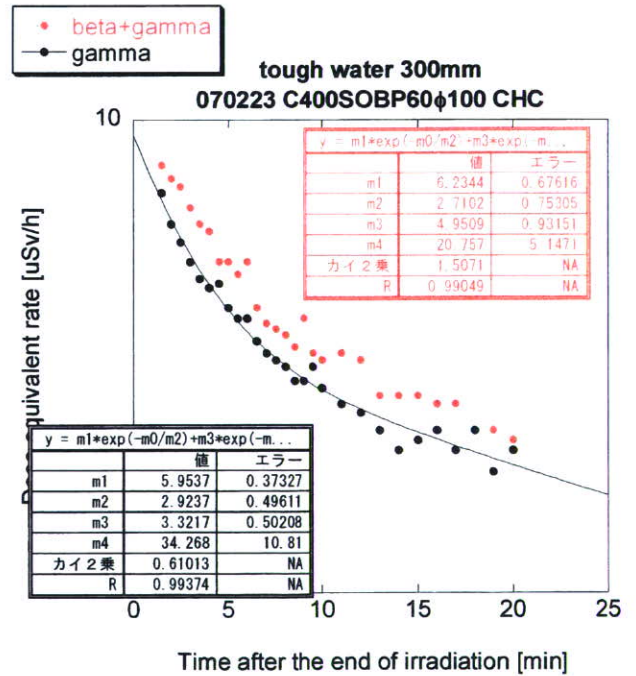 beta+gamma
gamma
tough water 300mm
070223 C400SOBP60φ100 CHC
10
y = m1*exp(-m0/m2)+m3*exp(-m...
値 エラー
m1 6.2344 0.67616
m2 2.7102 0.75305
m3 4.9509 0.93151
m4 20.757 5.1471
カイ2乗 1.5071 NA
R 0.99049 NA
equivalent rate [uSv/h]
y = m1*exp(-m0/m2)+m3*exp(-m...
値 エラー
m1 5.9537 0.37327
m2 2.9237 0.49611
m3 3.3217 0.50208
m4 34.268 10.81
カイ2乗 0.61013 NA
R 0.99374 NA
0 5 10 15 20 25
Time after the end of irradiation [min]